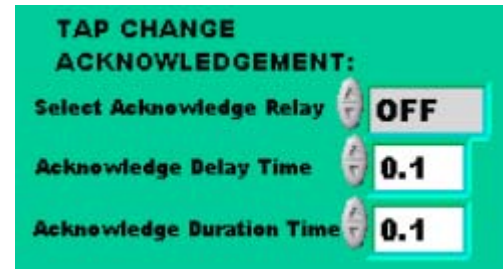 TAP CHANGE
ACKNOWLEDGEMENT:
Select Acknowledge Relay OFF
Acknowledge Delay Time 0.1
Acknowledge Duration Time 0.1